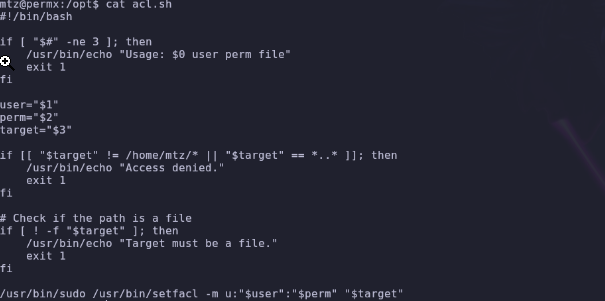 mtz@permx:/opt$ cat acl.sh
#!/bin/bash
if [ "$#" -ne 3 ]; then
    /usr/bin/echo "Usage: $0 user perm file"
    exit 1
fi
user="$1"
perm="$2"
target="$3"
if [[ "$target" != /home/mtz/* || "$target" == *..* ]]; then
    /usr/bin/echo "Access denied."
    exit 1
fi
# Check if the path is a file
if [ ! -f "$target" ]; then
    /usr/bin/echo "Target must be a file."
    exit 1
fi
/usr/bin/sudo /usr/bin/setfacl -m u:"$user":"$perm" "$target"